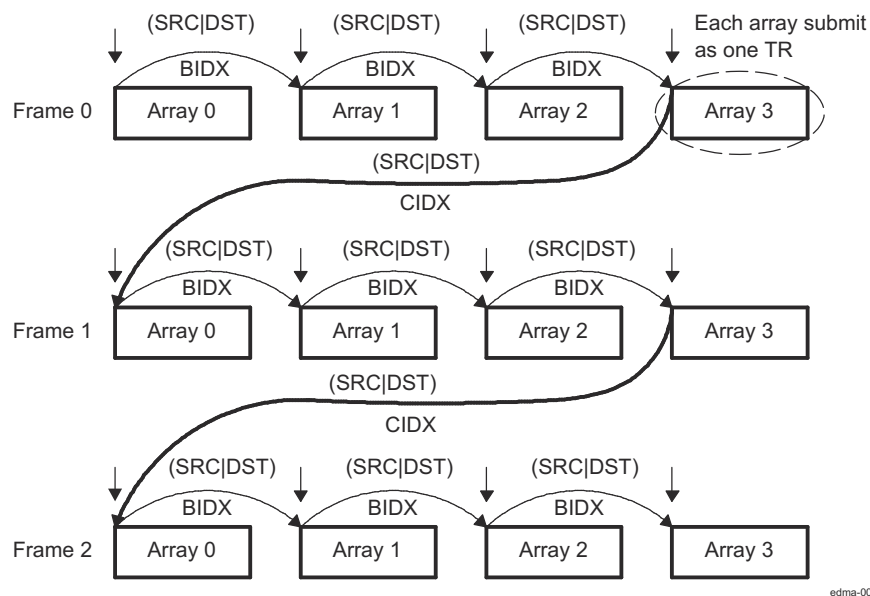 (SRC|DST) (SRC|DST) (SRC|DST) Each array submit
as one TR
BIDX BIDX BIDX
Frame 0 Array 0 Array 1 Array 2 Array 3
(SRC|DST)
CIDX
(SRC|DST) (SRC|DST) (SRC|DST)
BIDX BIDX BIDX
Frame 1 Array 0 Array 1 Array 2 Array 3
(SRC|DST)
CIDX
(SRC|DST) (SRC|DST) (SRC|DST)
BIDX BIDX BIDX
Frame 2 Array 0 Array 1 Array 2 Array 3